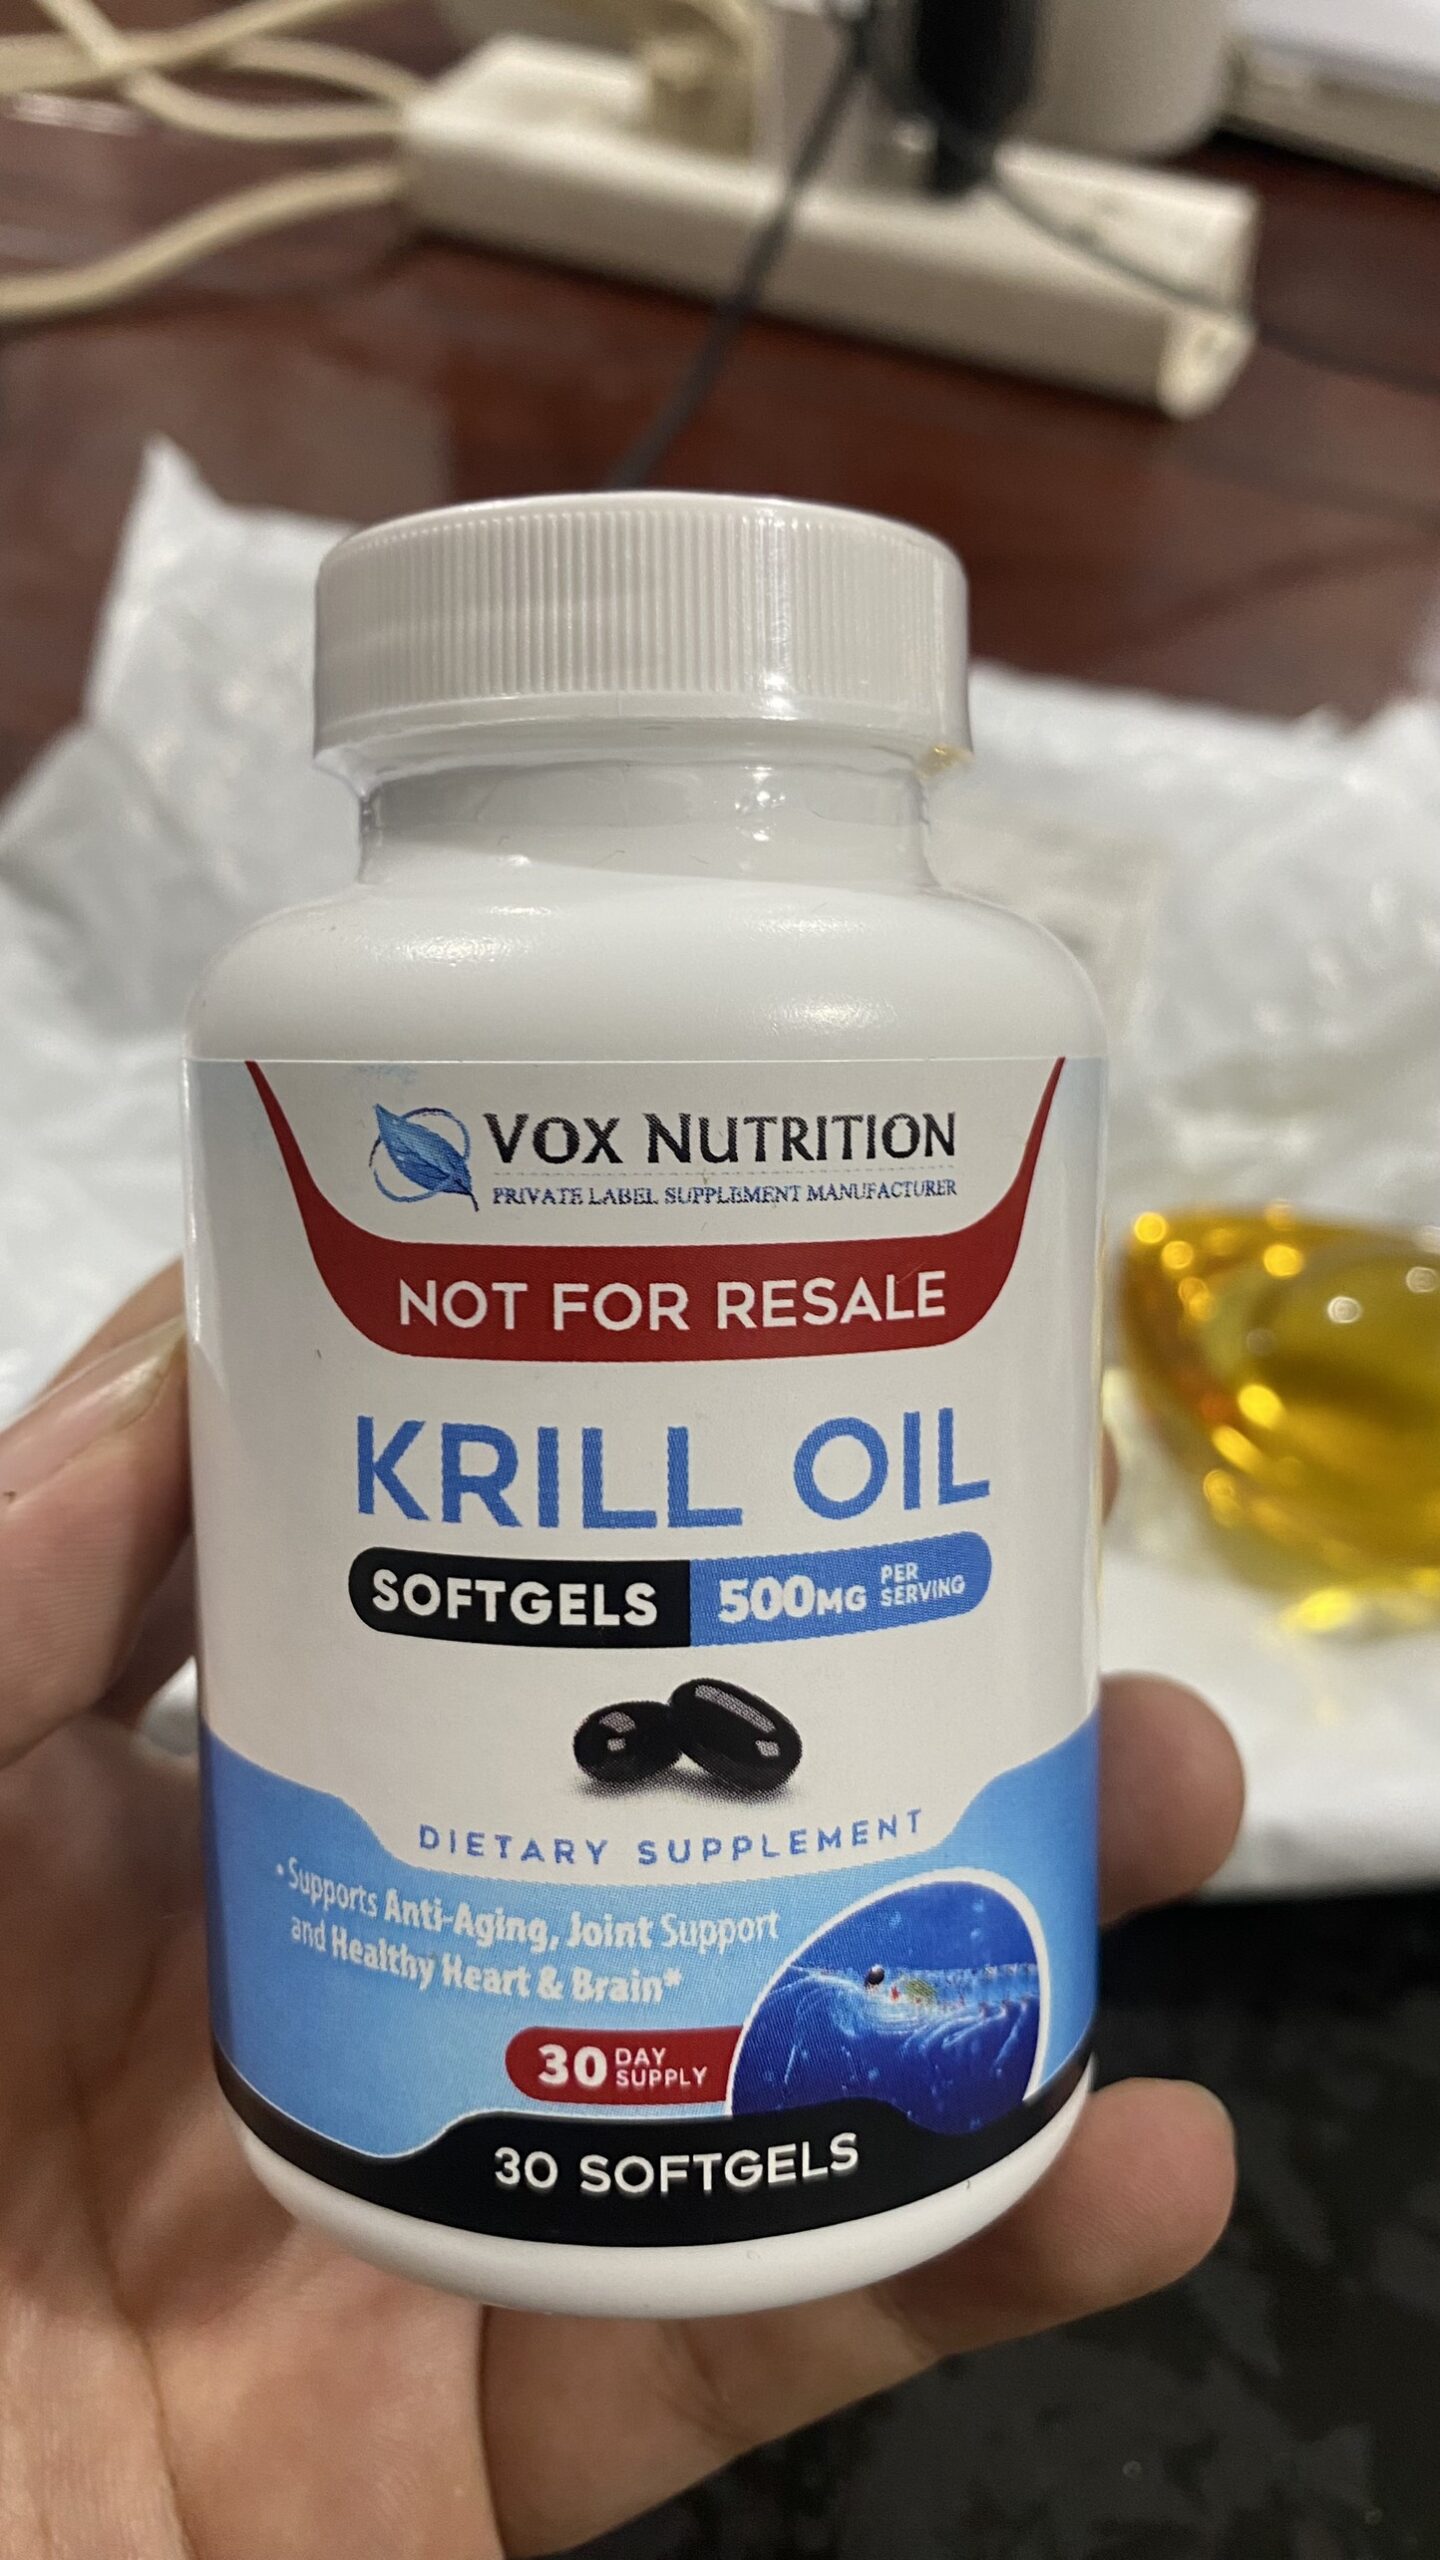 VOX NUTRITION
PRIVATE LABEL SUPPLEMENT MANUFACTURER
NOT FOR RESALE
KRILL OIL
SOFTGELS 500MG PER SERVING
DIETARY SUPPLEMENT
• Supports Anti-Aging, Joint Support
and Healthy Heart & Brain*
30 DAY SUPPLY
30 SOFTGELS